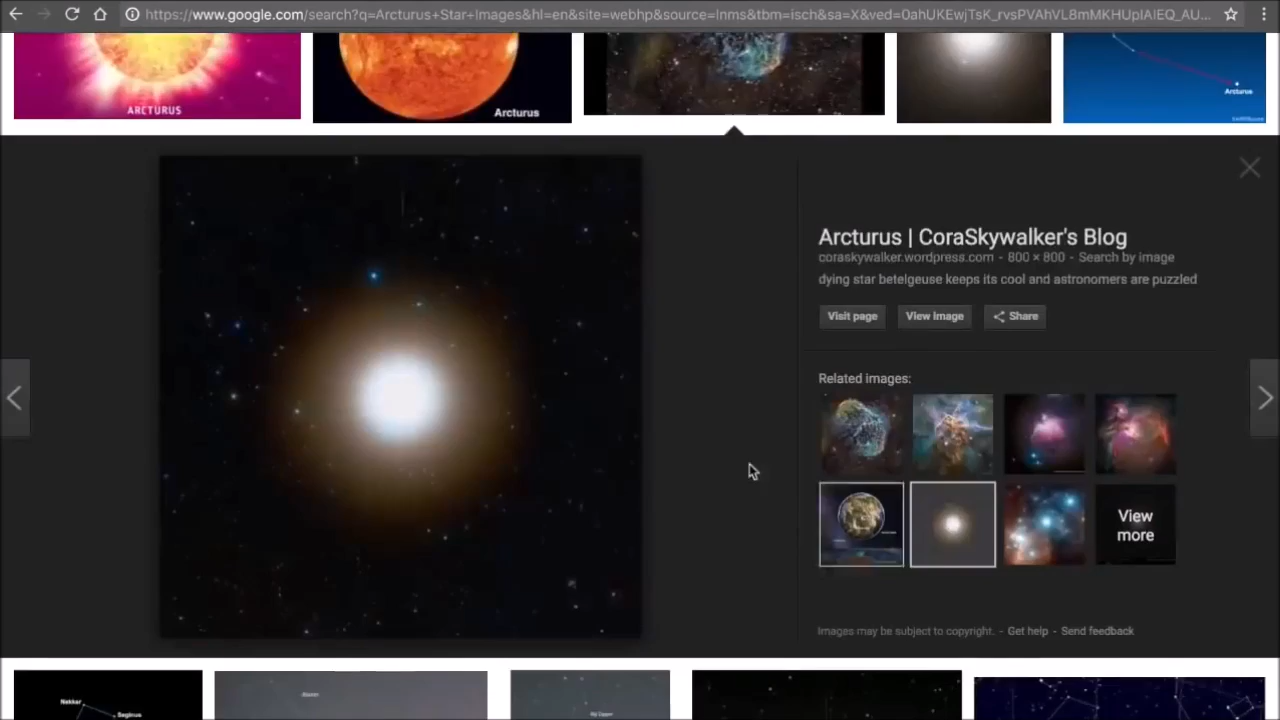 https://www.google.com/search?q=Arcturus+Star+Images&hl=en&site=webhp&source=lnms&tbm=isch&sa=X&ved=0ahUKEwjTsK_rvsPVAhVL8mMKHUpIAIEQ_AU...
ARCTURUS
Arcturus
Arcturus
Arcturus | CoraSkywalker's Blog
coraskywalker.wordpress.com - 800 × 800 - Search by image
dying star betelgeuse keeps its cool and astronomers are puzzled
Visit page
View image
Share
Related images:
View
more
Images may be subject to copyright. - Get help - Send feedback
Nekkar
Seginus